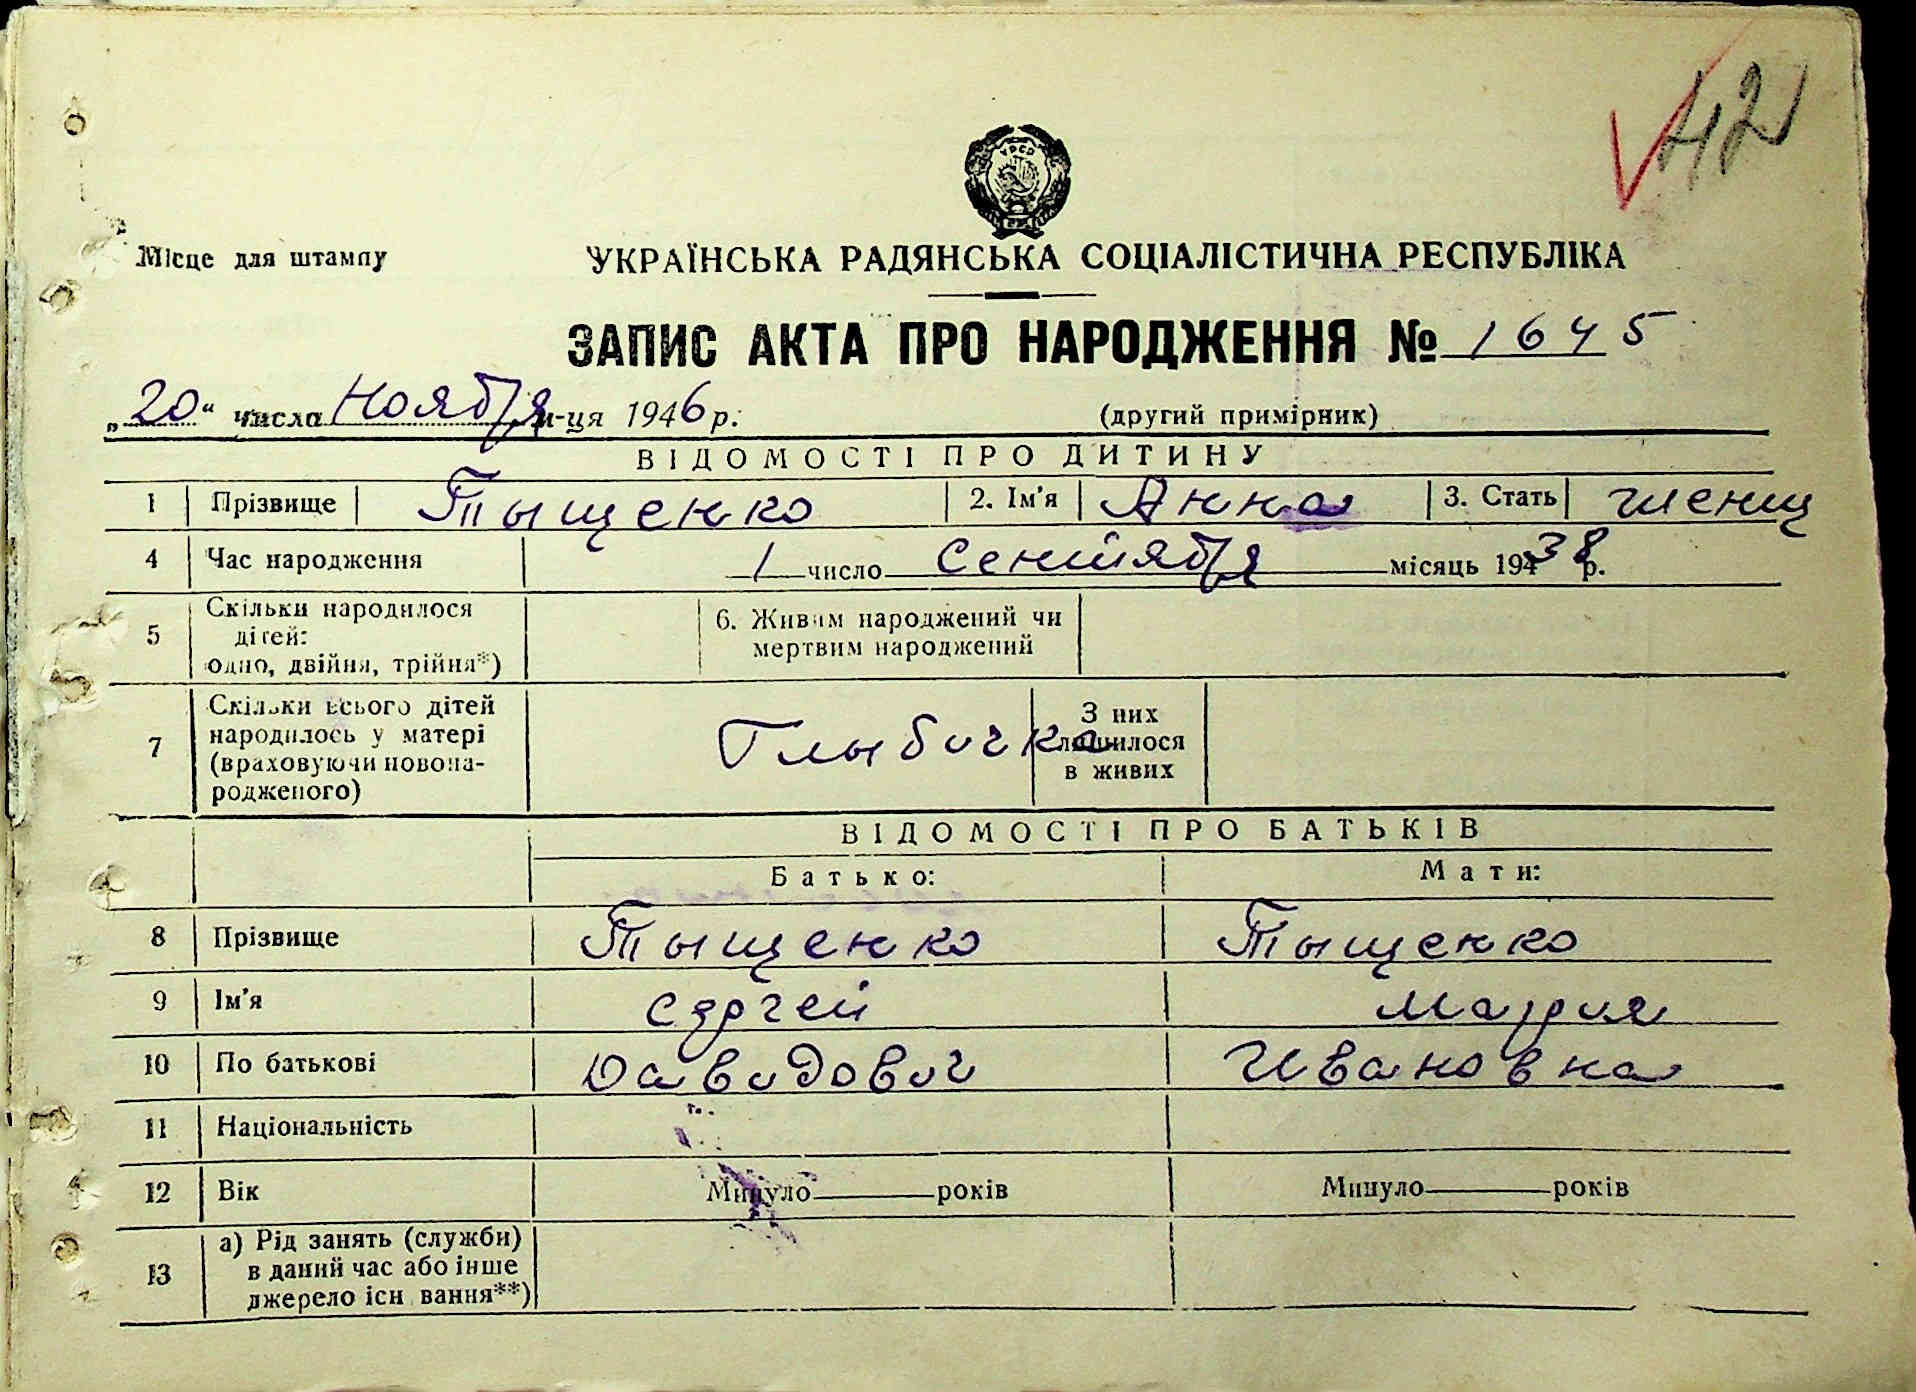 42
УРСР
Місце для штампу
УКРАЇНСЬКА РАДЯНСЬКА СОЦІАЛІСТИЧНА РЕСПУБЛІКА
ЗАПИС АКТА ПРО НАРОДЖЕННЯ № 1645
„20“ числа Ноября м-ця 1946 р. (другий примірник)
ВІДОМОСТІ ПРО ДИТИНУ
1 Прізвище Тыщенко 2. Ім'я Анна 3. Стать женщ
4 Час народження 1 число Сентября місяць 1938 р.
5 Скільки народилося дітей: одно, двійня, трійня*) 6. Живим народжений чи мертвим народжений
7 Скільки всього дітей народилось у матері (враховуючи новонародженого) Глыбочка З них лишилося в живих
ВІДОМОСТІ ПРО БАТЬКІВ
Батько: Мати:
8 Прізвище Тыщенко Тыщенко
9 Ім'я Сергей Мария
10 По батькові Давидович Ивановна
11 Національність
12 Вік Минуло роки Минуло років
13 а) Рід занять (служби) в даний час або інше джерело існування**)